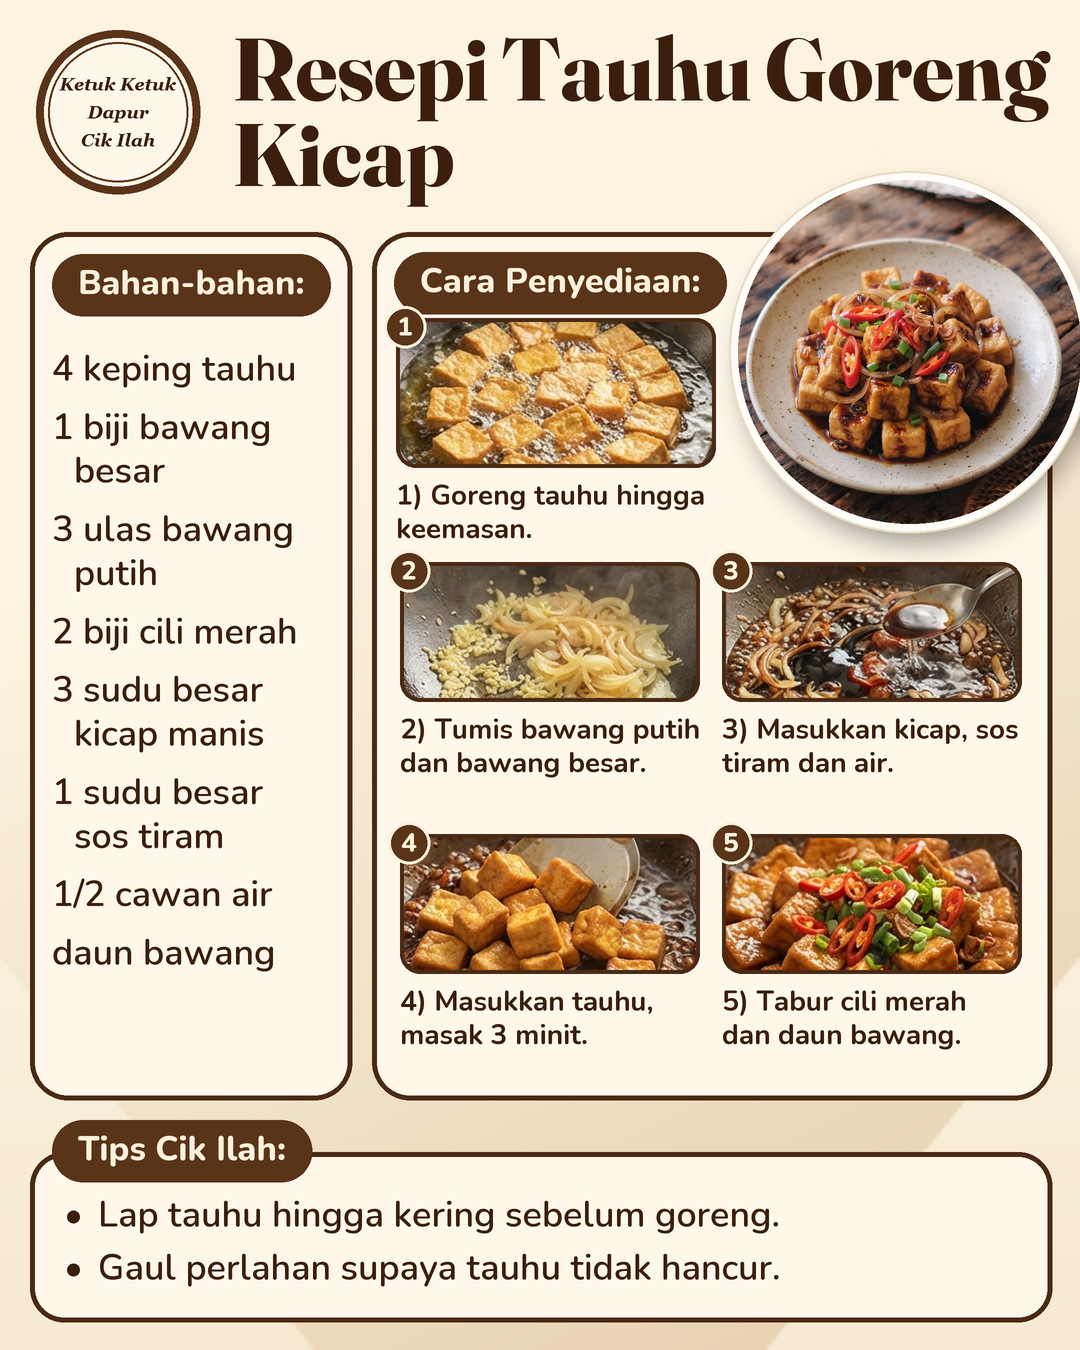 Ketuk Ketuk
Dapur
Cik Ilah
Resepi Tauhu Goreng
Kicap
Bahan-bahan:
4 keping tauhu
1 biji bawang
besar
3 ulas bawang
putih
2 biji cili merah
3 sudu besar
kicap manis
1 sudu besar
sos tiram
1/2 cawan air
daun bawang
Cara Penyediaan:
1
1) Goreng tauhu hingga
keemasan.
2
2) Tumis bawang putih
dan bawang besar.
3
3) Masukkan kicap, sos
tiram dan air.
4
4) Masukkan tauhu,
masak 3 minit.
5
5) Tabur cili merah
dan daun bawang.
Tips Cik Ilah:
• Lap tauhu hingga kering sebelum goreng.
• Gaul perlahan supaya tauhu tidak hancur.